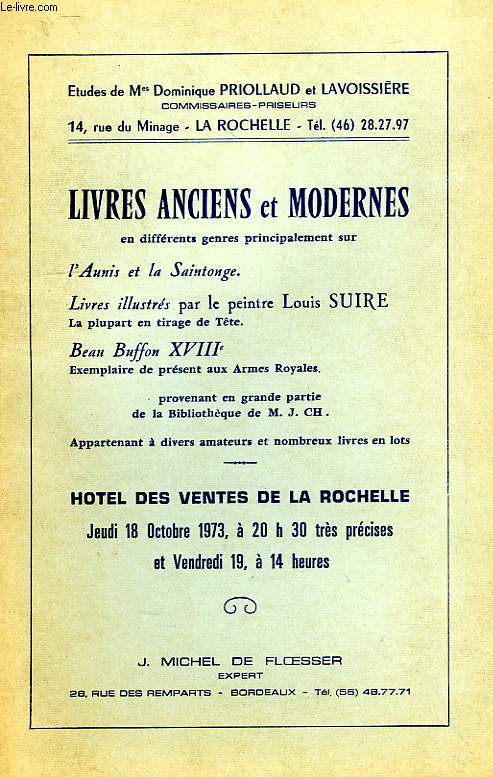 Le-livre.com
Etudes de Mes Dominique PRIOLLAUD et LAVOISSIÈRE
COMMISSAIRES-PRISEURS
14, rue du Minage - LA ROCHELLE - Tél. (46) 28.27.97
LIVRES ANCIENS et MODERNES
en différents genres principalement sur
l'Aunis et la Saintonge.
Livres illustrés par le peintre Louis SUIRE
La plupart en tirage de Tête.
Beau Buffon XVIIIe
Exemplaire de présent aux Armes Royales.
provenant en grande partie
de la Bibliothèque de M. J. CH.
Appartenant à divers amateurs et nombreux livres en lots
HOTEL DES VENTES DE LA ROCHELLE
Jeudi 18 Octobre 1973, à 20 h 30 très précises
et Vendredi 19, à 14 heures
J. MICHEL DE FLŒSSER
EXPERT
28, RUE DES REMPARTS - BORDEAUX - Tél. (56) 48.77.71